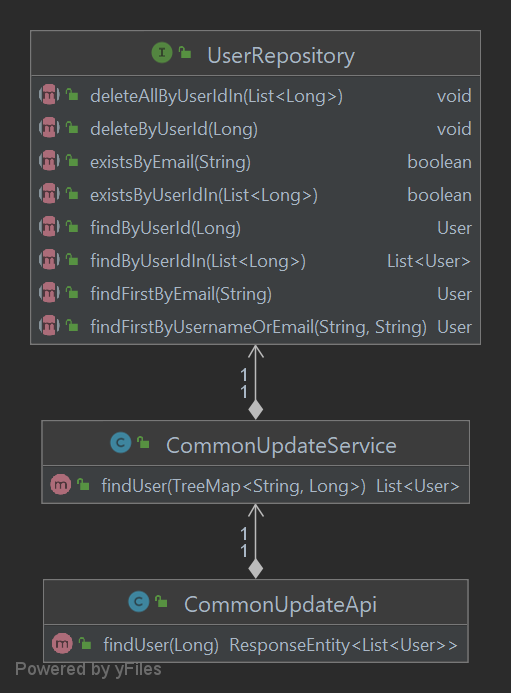 UserRepository
deleteAllByUserIdIn(List<Long>) void
deleteByUserId(Long) void
existsByEmail(String) boolean
existsByUserIdIn(List<Long>) boolean
findByUserId(Long) User
findByUserIdIn(List<Long>) List<User>
findFirstByEmail(String) User
findFirstByUsernameOrEmail(String, String) User
1
1
CommonUpdateService
findUser(TreeMap<String, Long>) List<User>
1
1
CommonUpdateApi
findUser(Long) ResponseEntity<List<User>>
Powered by yFiles